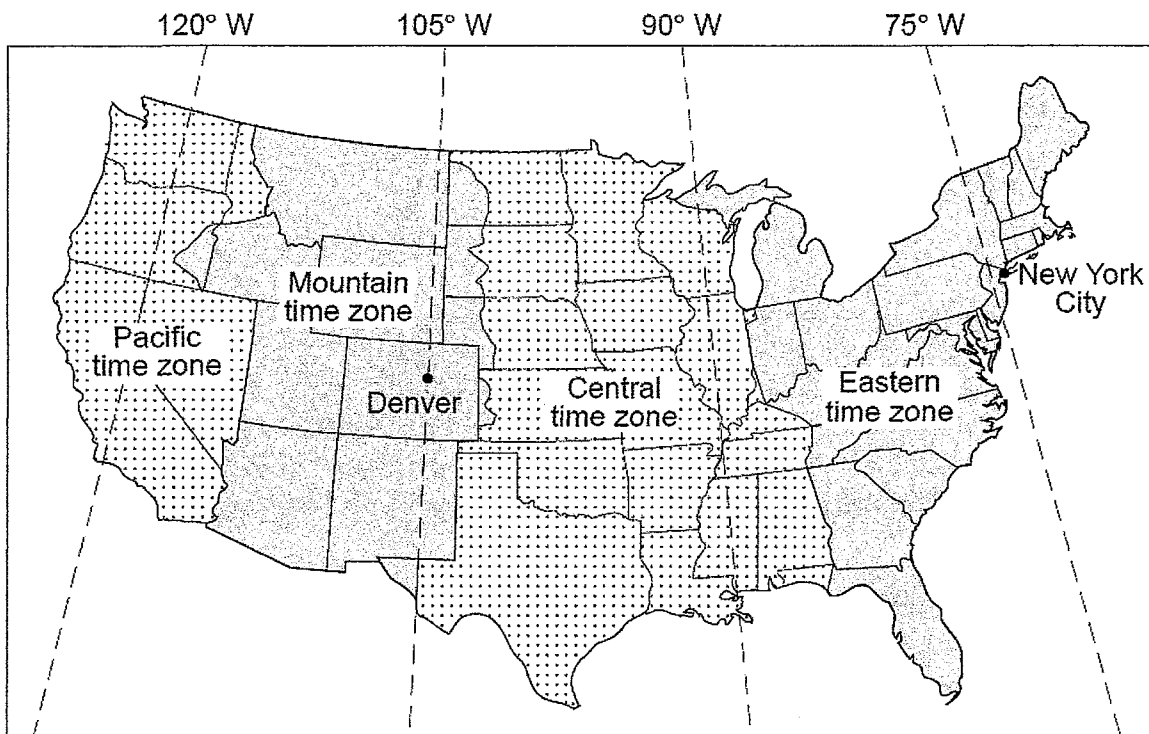 120° W 105° W 90° W 75° W
Mountain
time zone
New York
City
Pacific
time zone
Denver
Central
time zone
Eastern
time zone